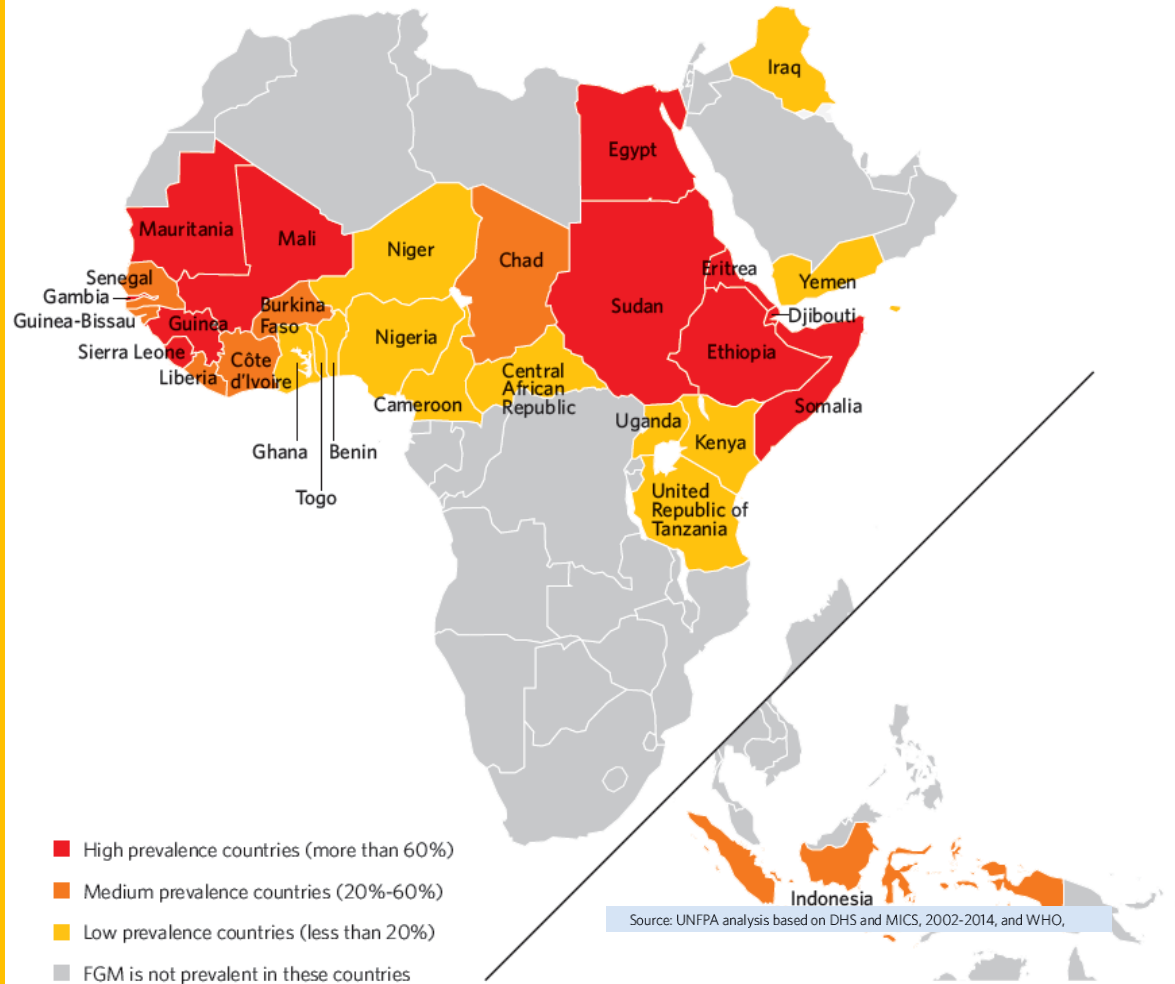 Iraq
Egypt
Mauritania
Mali
Niger
Chad
Eritrea
Yemen
Senegal
Gambia
Guinea-Bissau
Burkina
Faso
Sudan
Djibouti
Guinea
Nigeria
Ethiopia
Sierra Leone
Côte
d'Ivoire
Liberia
Central
African
Republic
Cameroon
Somalia
Uganda
Kenya
Ghana
Benin
Togo
United
Republic of
Tanzania
High prevalence countries (more than 60%)
Medium prevalence countries (20%-60%)
Low prevalence countries (less than 20%)
FGM is not prevalent in these countries
Indonesia
Source: UNFPA analysis based on DHS and MICS, 2002-2014, and WHO,